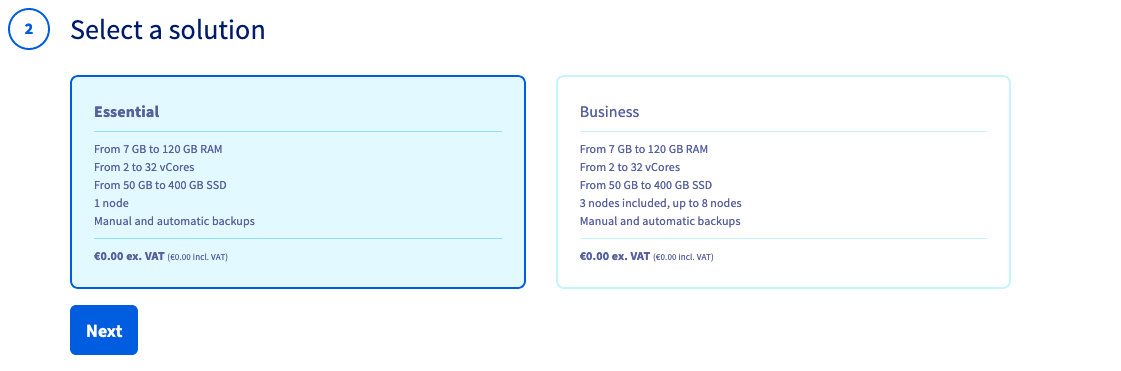 2
Select a solution
Essential
From 7 GB to 120 GB RAM
From 2 to 32 vCores
From 50 GB to 400 GB SSD
1 node
Manual and automatic backups
€0.00 ex. VAT (€0.00 incl. VAT)
Business
From 7 GB to 120 GB RAM
From 2 to 32 vCores
From 50 GB to 400 GB SSD
3 nodes included, up to 8 nodes
Manual and automatic backups
€0.00 ex. VAT (€0.00 incl. VAT)
Next